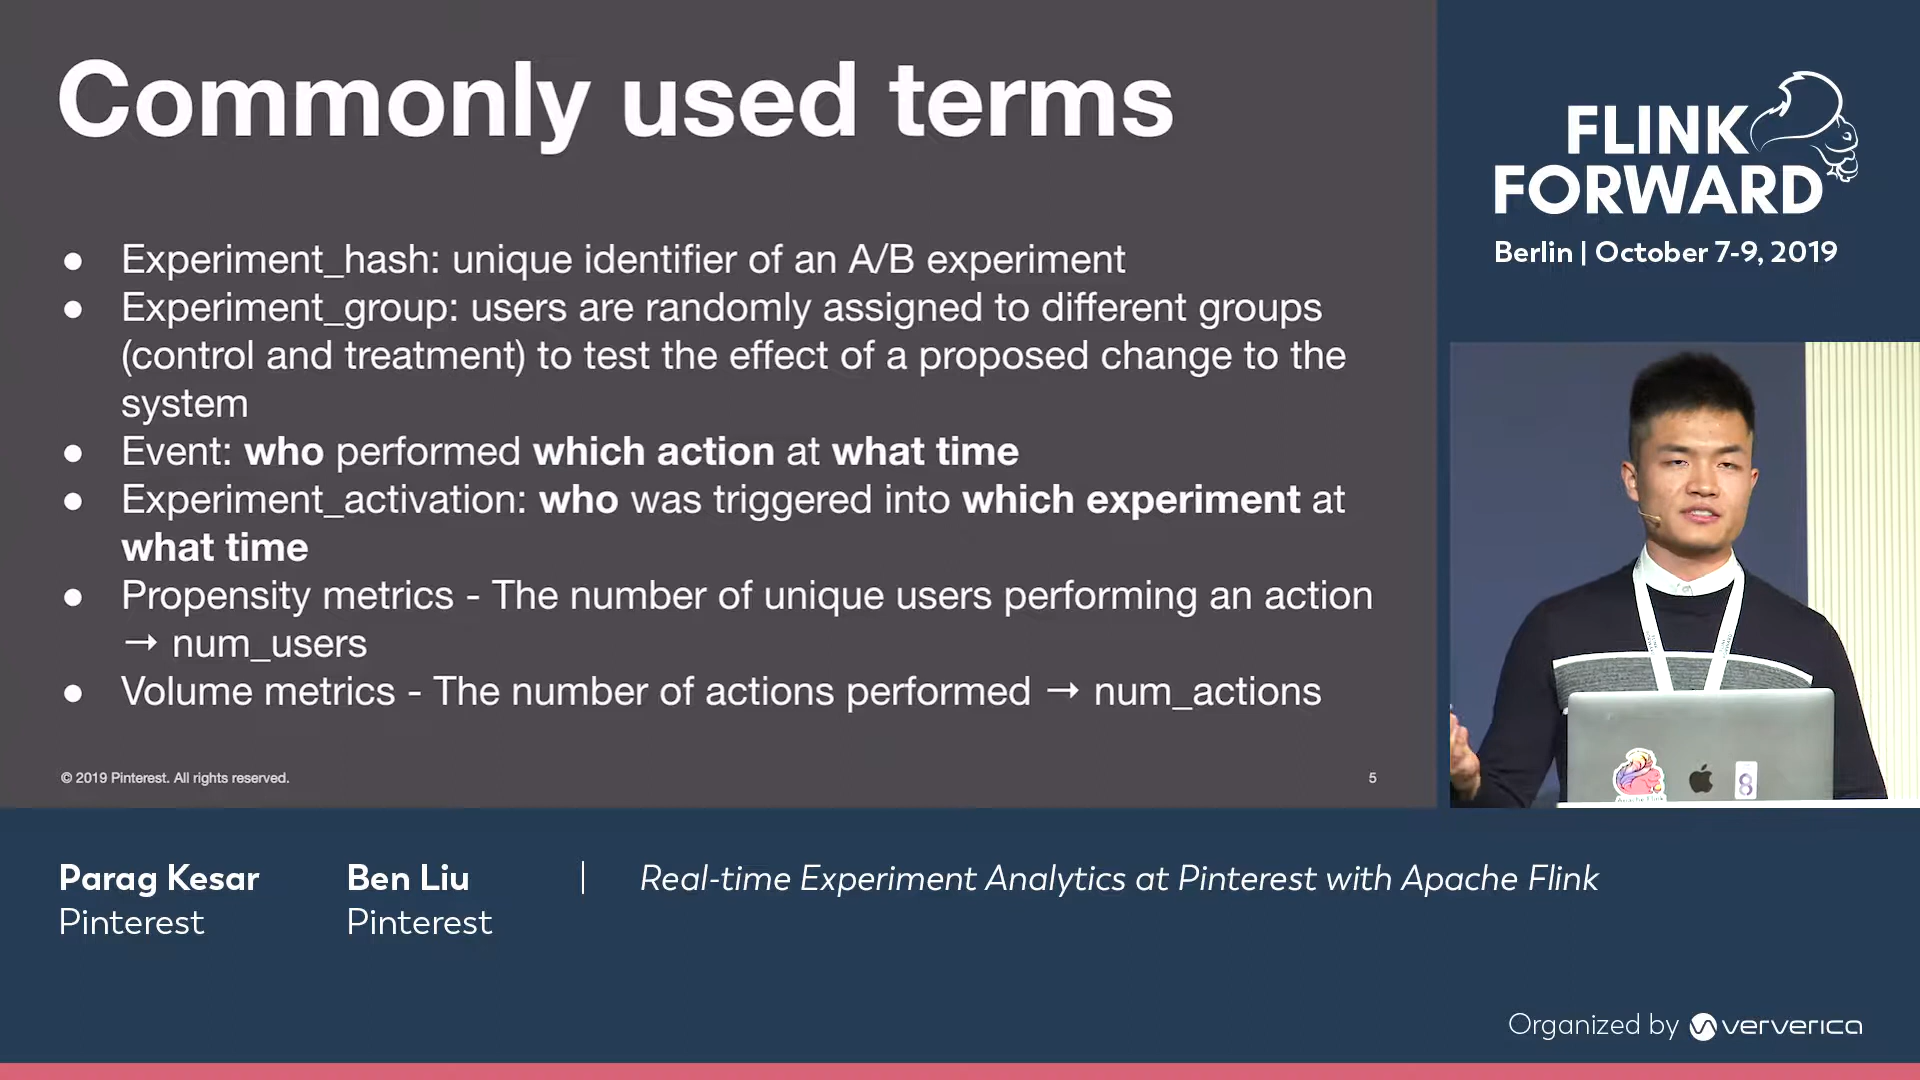 Commonly used terms
● Experiment_hash: unique identifier of an A/B experiment
● Experiment_group: users are randomly assigned to different groups
(control and treatment) to test the effect of a proposed change to the
system
● Event: who performed which action at what time
● Experiment_activation: who was triggered into which experiment at
what time
● Propensity metrics - The number of unique users performing an action
→ num_users
● Volume metrics - The number of actions performed → num_actions
© 2019 Pinterest. All rights reserved.
5
FLINK
FORWARD
Berlin | October 7-9, 2019
Apache Flink
8
Parag Kesar
Pinterest
Ben Liu
Pinterest
Real-time Experiment Analytics at Pinterest with Apache Flink
Organized by ververica